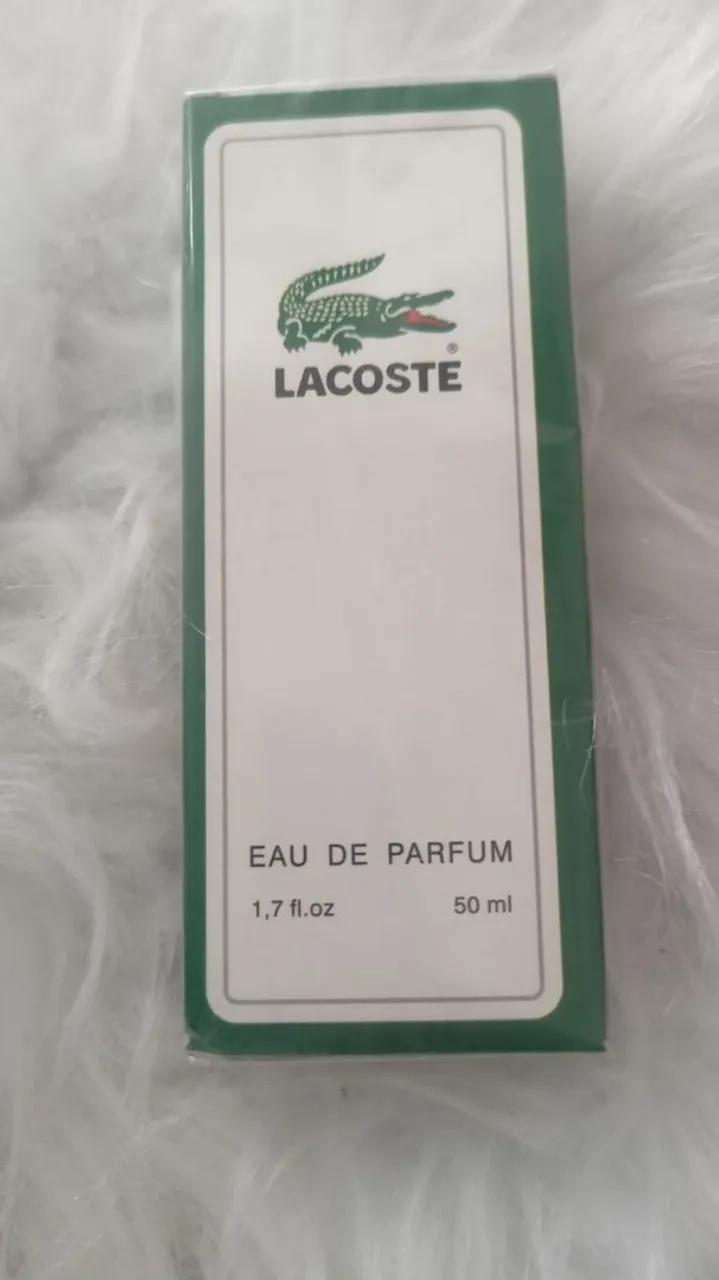 ®
LACOSTE
EAU DE PARFUM
1,7 fl.oz 50 ml